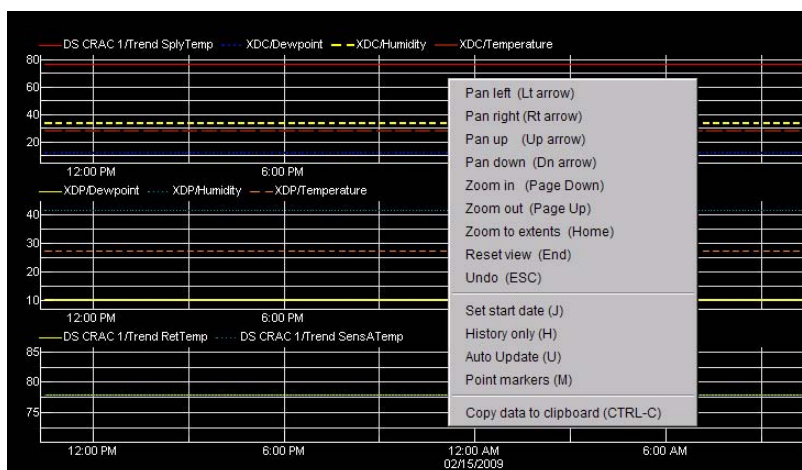 DS CRAC 1/Trend SplyTemp XDC/Dewpoint XDC/Humidity XDC/Temperature
80
60
40
20
12:00 PM 6:00 PM
XDP/Dewpoint XDP/Humidity XDP/Temperature
40
30
20
10
12:00 PM 6:00 PM
DS CRAC 1/Trend RetTemp DS CRAC 1/Trend SensATemp
85
80
75
12:00 PM 6:00 PM 12:00 AM 6:00 AM
02/15/2009
Pan left (Lt arrow)
Pan right (Rt arrow)
Pan up (Up arrow)
Pan down (Dn arrow)
Zoom in (Page Down)
Zoom out (Page Up)
Zoom to extents (Home)
Reset view (End)
Undo (ESC)
Set start date (J)
History only (H)
Auto Update (U)
Point markers (M)
Copy data to clipboard (CTRL-C)